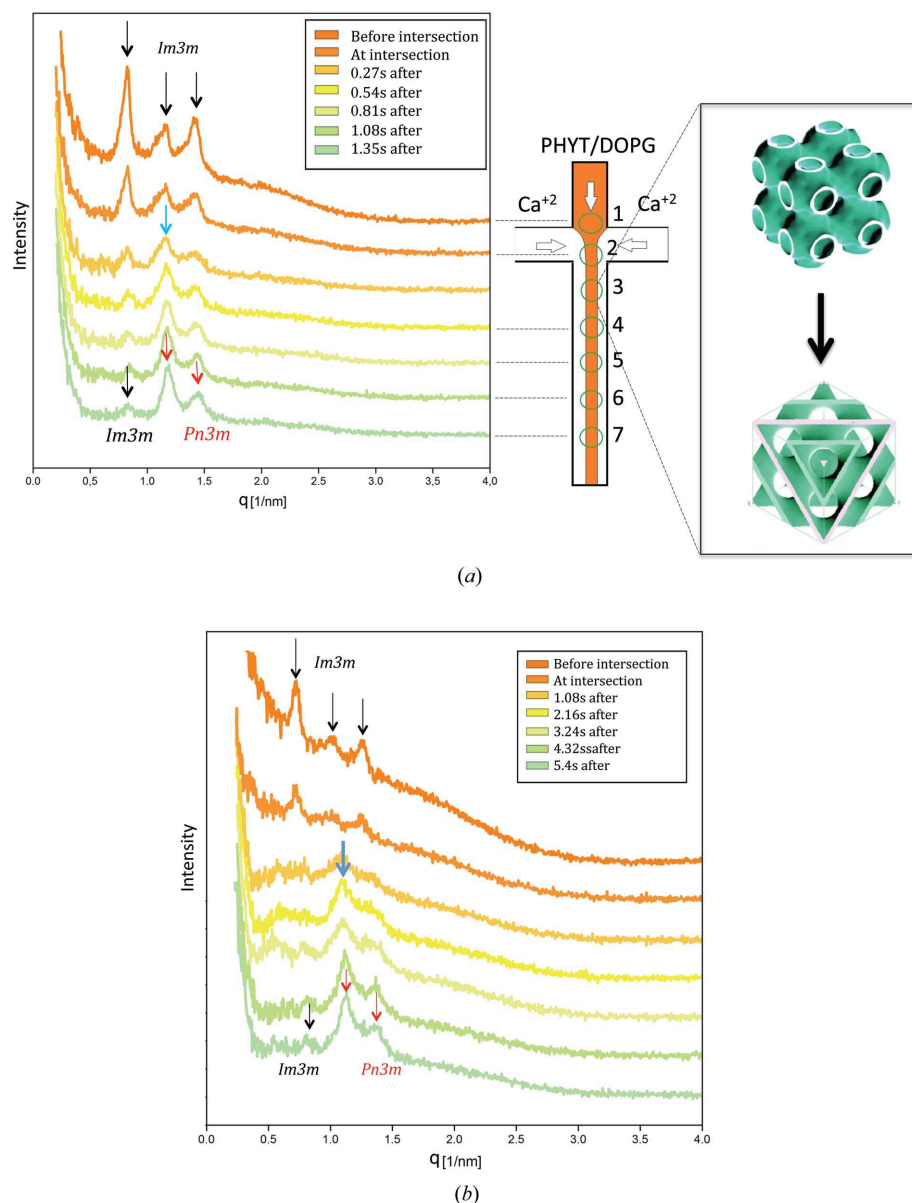 Im3m
Before intersection
At intersection
0.27s after
0.54s after
0.81s after
1.08s after
1.35s after
Intensity
Im3m
Pn3m
0.0 0.5 1.0 1.5 2.0 2.5 3.0 3.5 4,0
q[1/nm]
PHYT/DOPG
Ca+2 Ca+2
1
2
3
4
5
6
7
(a)
Im3m
Before intersection
At intersection
1.08s after
2.16s after
3.24s after
4.32ssafter
5.4s after
Intensity
Im3m
Pn3m
0.0 0.5 1.0 1.5 2.0 2.5 3.0 3.5 4.0
q[1/nm]
(b)